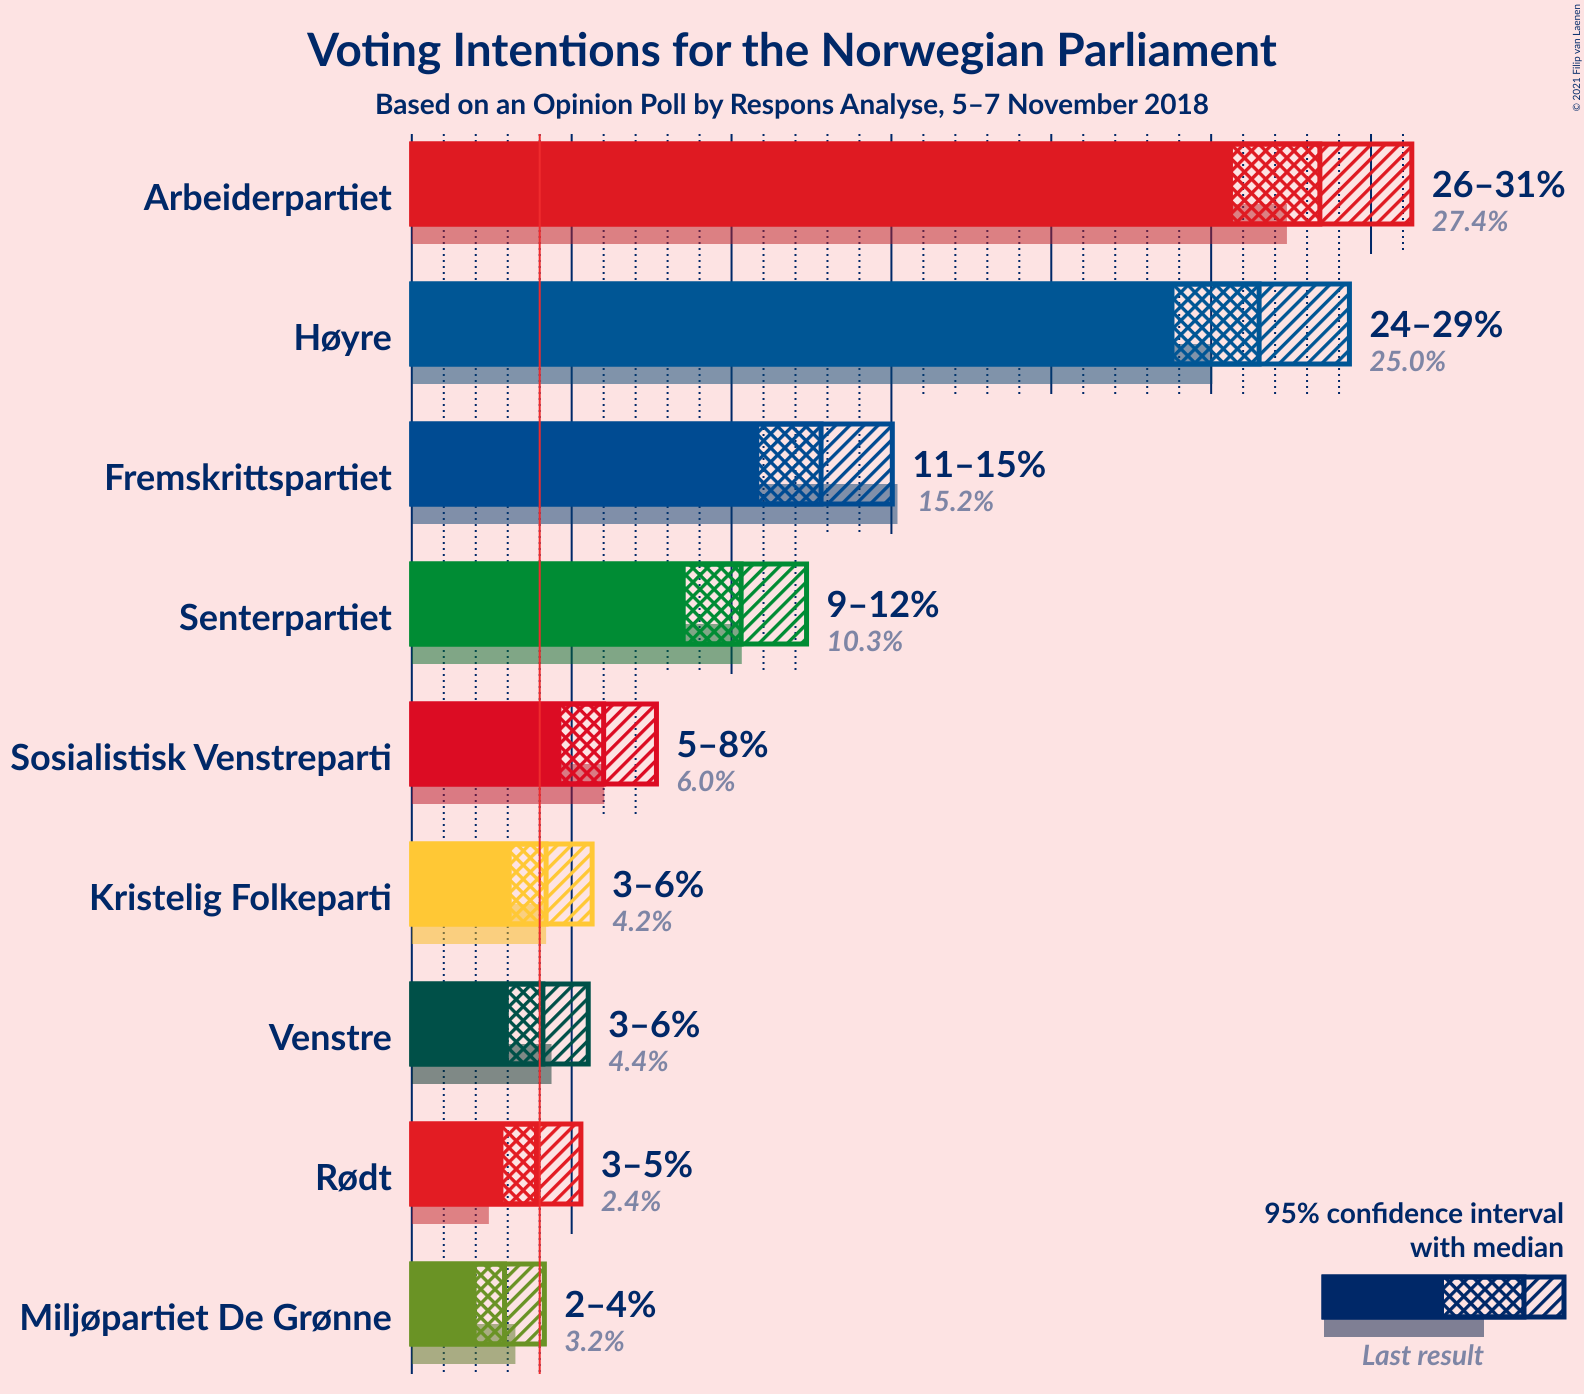 Voting Intentions for the Norwegian Parliament
Based on an Opinion Poll by Respons Analyse, 5–7 November 2018
© 2021 Filip van Laenen
Arbeiderpartiet
26–31%
27.4%
Høyre
24–29%
25.0%
Fremskrittspartiet
11–15%
15.2%
Senterpartiet
9–12%
10.3%
Sosialistisk Venstreparti
5–8%
6.0%
Kristelig Folkeparti
3–6%
4.2%
Venstre
3–6%
4.4%
Rødt
3–5%
2.4%
Miljøpartiet De Grønne
2–4%
3.2%
95% confidence interval
with median
Last result